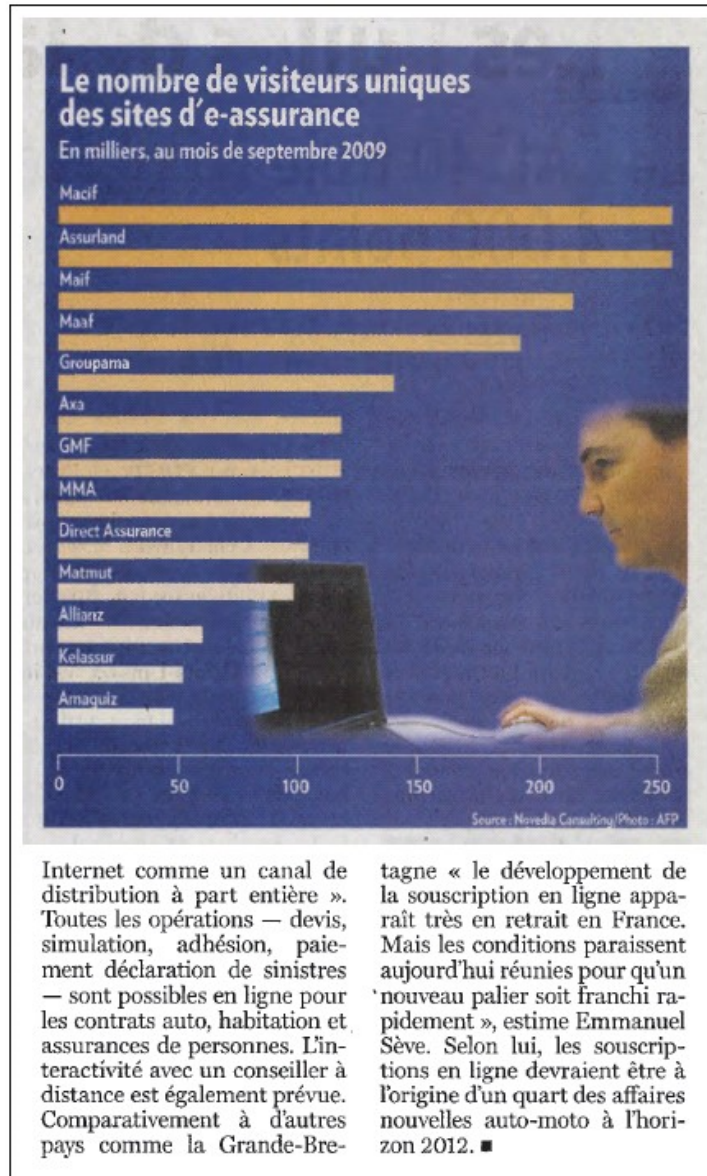 Le nombre de visiteurs uniques
des sites d'e-assurance
En milliers, au mois de septembre 2009
Macif
Assurland
Maif
Maaf
Groupama
Axa
GMF
MMA
Direct Assurance
Matmut
Allianz
Kelassur
Amaguiz
0 50 100 150 200 250
Source : Novedia Consulting/Photo : AFP
Internet comme un canal de
distribution à part entière ».
Toutes les opérations — devis,
simulation, adhésion, paie-
ment déclaration de sinistres
— sont possibles en ligne pour
les contrats auto, habitation et
assurances de personnes. L'in-
teractivité avec un conseiller à
distance est également prévue.
Comparativement à d'autres
pays comme la Grande-Bre-
tagne « le développement de
la souscription en ligne appa-
raît très en retrait en France.
Mais les conditions paraissent
aujourd'hui réunies pour qu'un
nouveau palier soit franchi ra-
pidement », estime Emmanuel
Sève. Selon lui, les souscrip-
tions en ligne devraient être à
l'origine d'un quart des affaires
nouvelles auto-moto à l'hori-
zon 2012. ■